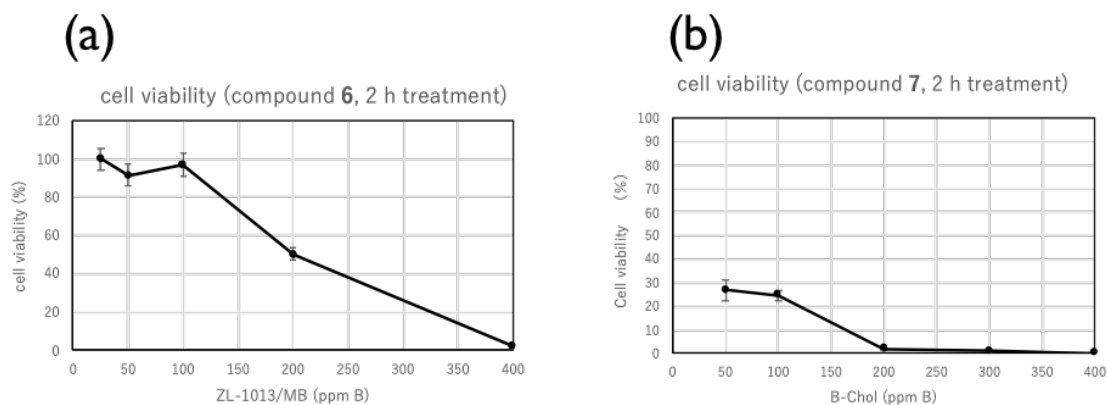 (a)
cell viability (compound 6, 2 h treatment)
cell viability (%)
120
100
80
60
40
20
0
0 50 100 150 200 250 300 350 400
ZL-1013/MB (ppm B)
(b)
cell viability (compound 7, 2 h treatment)
Cell viability (%)
100
90
80
70
60
50
40
30
20
10
0
0 50 100 150 200 250 300 350 400
B-Chol (ppm B)